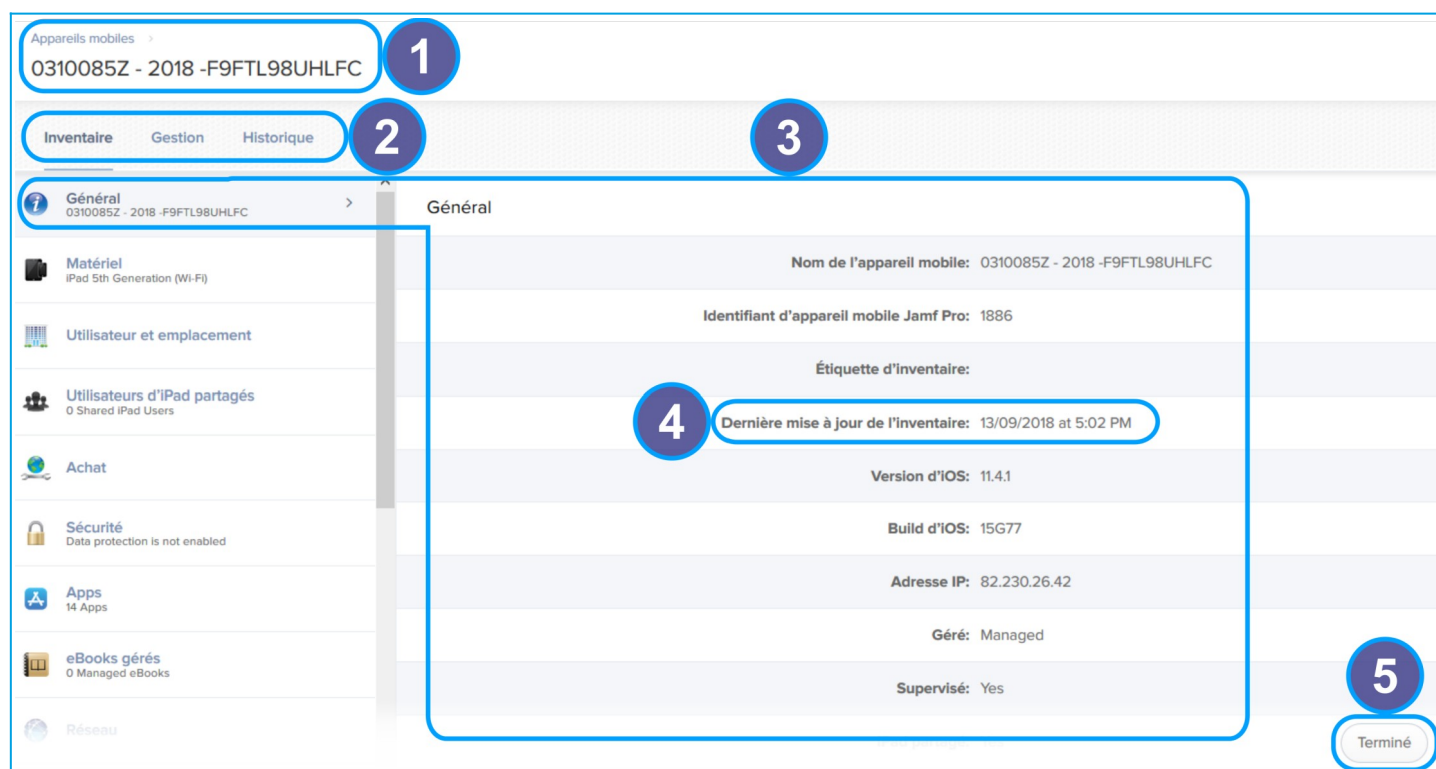 Appareils mobiles >
0310085Z - 2018 -F9FTL98UHLFC
1
Inventaire Gestion Historique
2
3
Général
0310085Z - 2018 -F9FTL98UHLFC
Matériel
iPad 5th Generation (Wi-Fi)
Utilisateur et emplacement
Utilisateurs d'iPad partagés
0 Shared iPad Users
Achat
Sécurité
Data protection is not enabled
Apps
14 Apps
eBooks gérés
0 Managed eBooks
Réseau
Général
Nom de l'appareil mobile: 0310085Z - 2018 -F9FTL98UHLFC
Identifiant d'appareil mobile Jamf Pro: 1886
Étiquette d'inventaire:
4
Dernière mise à jour de l'inventaire: 13/09/2018 at 5:02 PM
Version d'iOS: 11.4.1
Build d'iOS: 15G77
Adresse IP: 82.230.26.42
Géré: Managed
Supervisé: Yes
5
Terminé